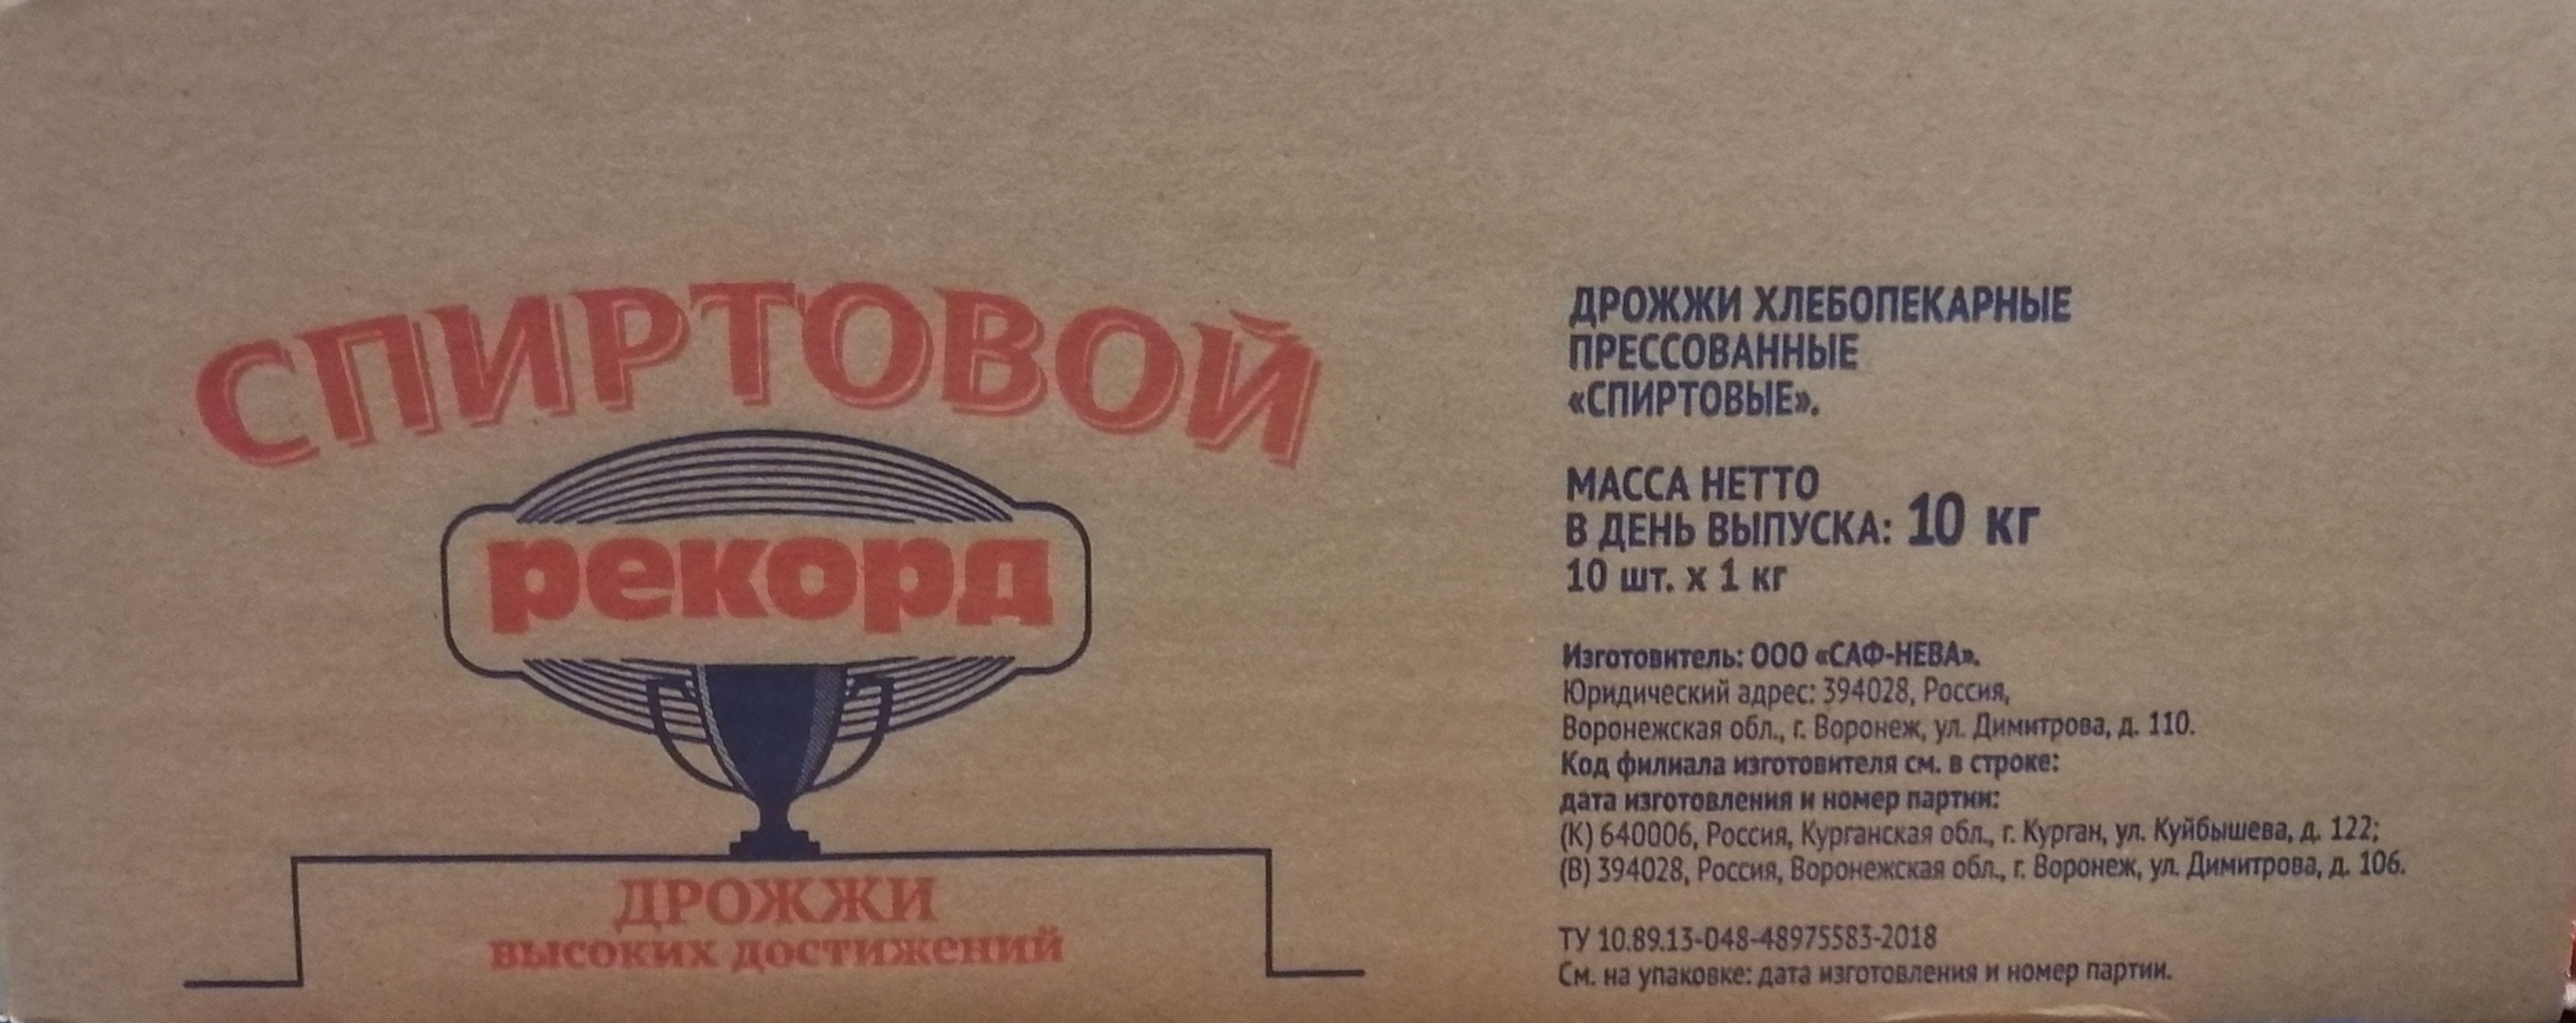 СПИРТОВОЙ
рекорд
ДРОЖЖИ
высоких достижений
ДРОЖЖИ ХЛЕБОПЕКАРНЫЕ
ПРЕССОВАННЫЕ
«СПИРТОВЫЕ».
МАССА НЕТТО
В ДЕНЬ ВЫПУСКА: 10 кг
10 шт. х 1 кг
Изготовитель: ООО «САФ-НЕВА».
Юридический адрес: 394028, Россия,
Воронежская обл., г. Воронеж, ул. Димитрова, д. 110.
Код филиала изготовителя см. в строке:
дата изготовления и номер партии:
(К) 640006, Россия, Курганская обл., г. Курган, ул. Куйбышева, д. 122;
(В) 394028, Россия, Воронежская обл., г. Воронеж, ул. Димитрова, д. 106.
ТУ 10.89.13-048-48975583-2018
См. на упаковке: дата изготовления и номер партии.